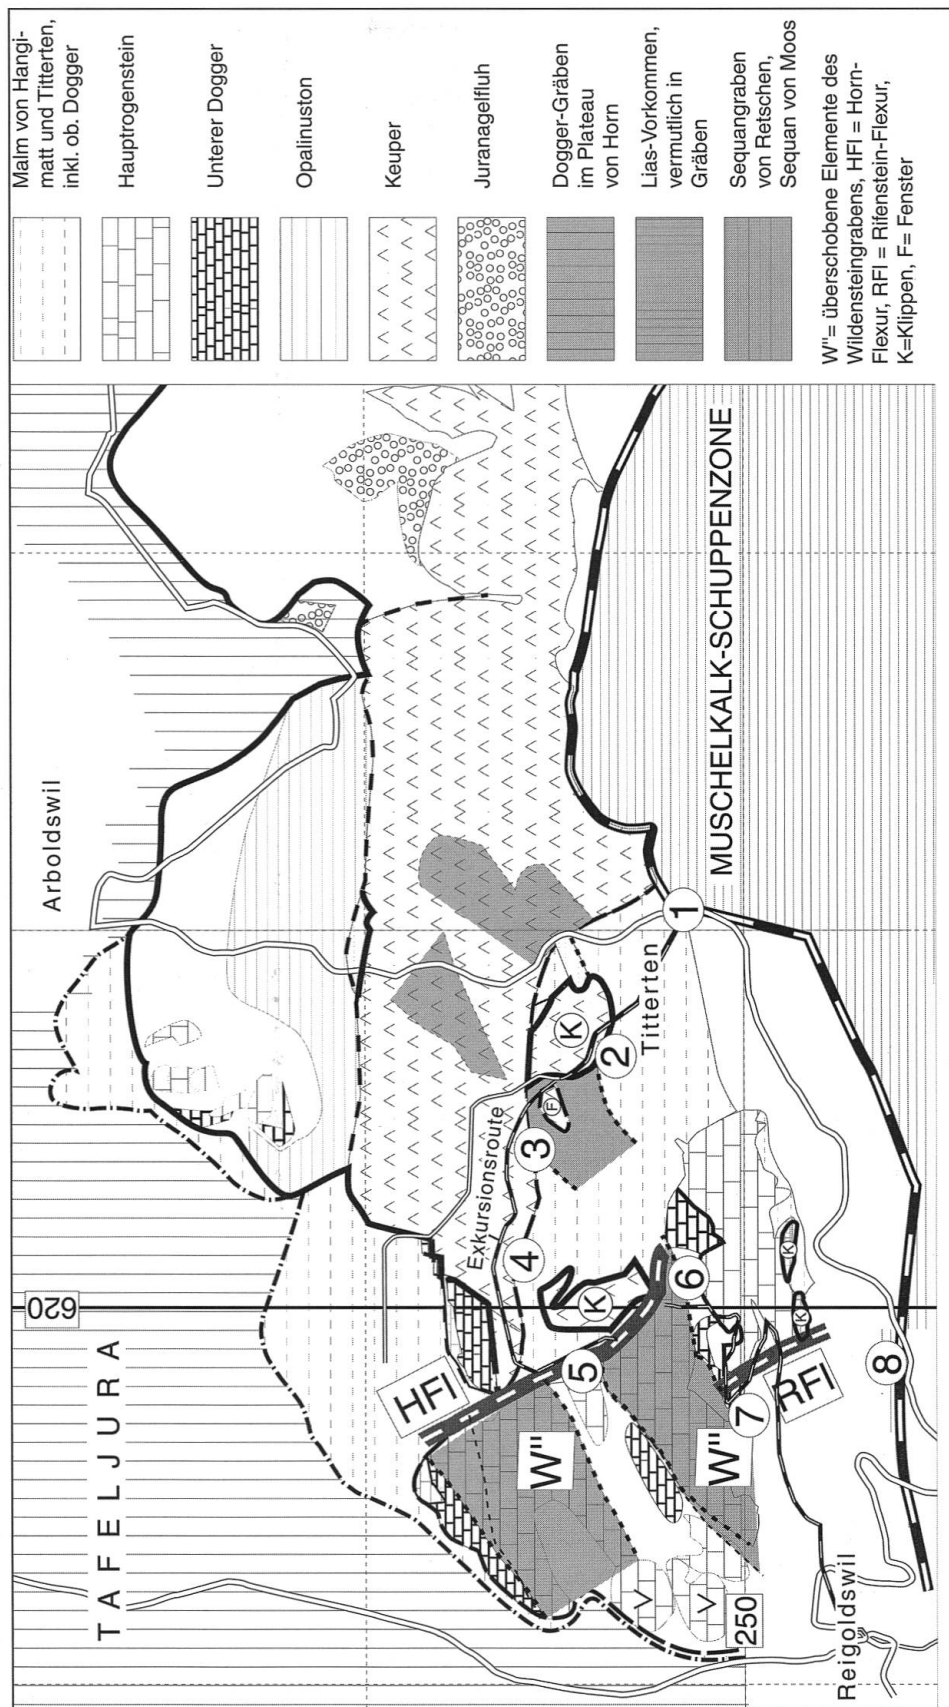 TAFELJURA
620
Arboldswil
HFl
Exkursionsroute
W"
W"
V
V
250
Reigoldswil
RFl
K
K
K
K
F
Titterten
1
2
3
4
5
6
7
8
MUSCHELKALK-SCHUPPENZONE
Malm von Hangi-
matt und Titterten,
inkl. ob. Dogger
Hauptrogenstein
Unterer Dogger
Opalinuston
Keuper
Juranagelfluh
Dogger-Gräben
im Plateau
von Horn
Lias-Vorkommen,
vermutlich in
Gräben
Sequangraben
von Retschen,
Sequan von Moos
W"= überschobene Elemente des
Wildensteingrabens, HFl = Horn-
Flexur, RFl = Rifenstein-Flexur,
K=Klippen, F= Fenster